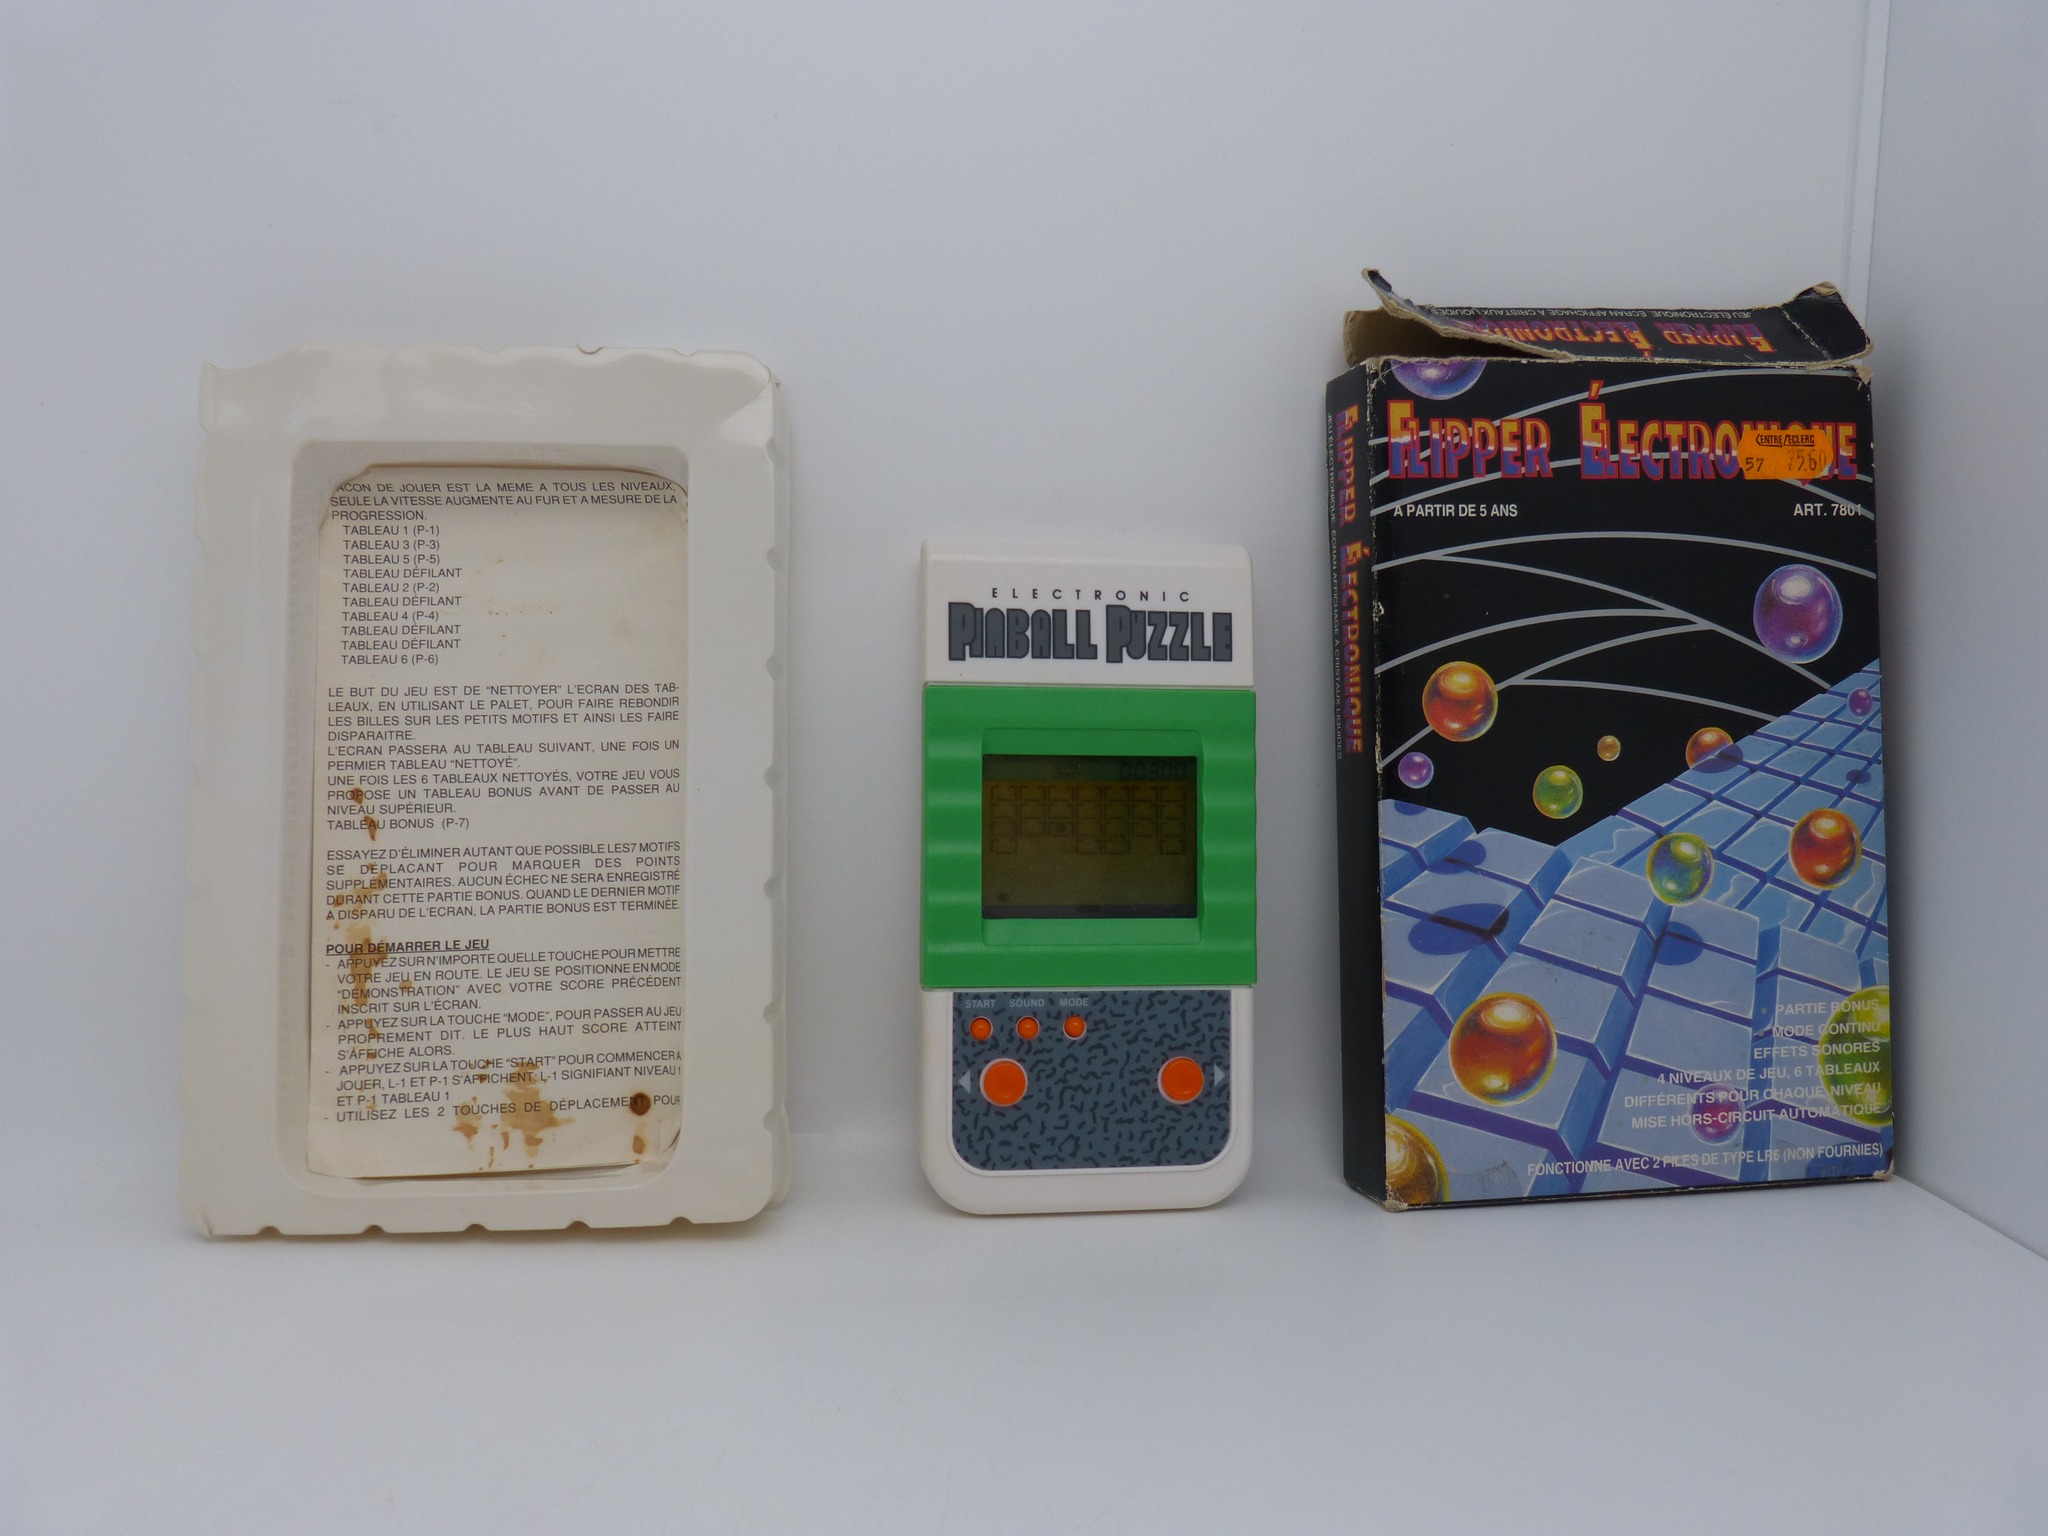 ACON DE JOUER EST LA MEME A TOUS LES NIVEAUX,
SEULE LA VITESSE AUGMENTE AU FUR ET A MESURE DE LA
PROGRESSION.
TABLEAU 1 (P-1)
TABLEAU 3 (P-3)
TABLEAU 5 (P-5)
TABLEAU DÉFILANT
TABLEAU 2 (P-2)
TABLEAU DÉFILANT
TABLEAU 4 (P-4)
TABLEAU DÉFILANT
TABLEAU DÉFILANT
TABLEAU 6 (P-6)
LE BUT DU JEU EST DE "NETTOYER" L'ECRAN DES TAB-
LEAUX, EN UTILISANT LE PALET, POUR FAIRE REBONDIR
LES BILLES SUR LES PETITS MOTIFS ET AINSI LES FAIRE
DISPARAITRE.
L'ECRAN PASSERA AU TABLEAU SUIVANT, UNE FOIS UN
PERMIER TABLEAU "NETTOYÉ".
UNE FOIS LES 6 TABLEAUX NETTOYÉS, VOTRE JEU VOUS
PROPOSE UN TABLEAU BONUS AVANT DE PASSER AU
NIVEAU SUPÉRIEUR.
TABLEAU BONUS (P-7)
ESSAYEZ D'ÉLIMINER AUTANT QUE POSSIBLE LES7 MOTIFS
SE DÉPLACANT POUR MARQUER DES POINTS
SUPPLÉMENTAIRES. AUCUN ÉCHEC NE SERA ENREGISTRÉ
DURANT CETTE PARTIE BONUS. QUAND LE DERNIER MOTIF
A DISPARU DE L'ECRAN, LA PARTIE BONUS EST TERMINÉE.
POUR DÉMARRER LE JEU
- APPUYEZ SUR N'IMPORTE QUELLE TOUCHE POUR METTRE
VOTRE JEU EN ROUTE. LE JEU SE POSITIONNE EN MODE
"DÉMONSTRATION" AVEC VOTRE SCORE PRÉCÉDENT
INSCRIT SUR L'ÉCRAN.
- APPUYEZ SUR LA TOUCHE "MODE", POUR PASSER AU JEU
PROPREMENT DIT. LE PLUS HAUT SCORE ATTEINT
S'AFFICHE ALORS.
- APPUYEZ SUR LA TOUCHE "START" POUR COMMENCER A
JOUER, L-1 ET P-1 S'AFFICHENT; L-1 SIGNIFIANT NIVEAU 1
ET P-1 TABLEAU 1
- UTILISEZ LES 2 TOUCHES DE DÉPLACEMENT POUR
ELECTRONIC
PINBALL PUZZLE
START SOUND MODE
FLIPPER ÉLECTRONIQUE
JEU ÉLECTRONIQUE. ECRAN AFFICHAGE À CRISTAUX LIQUIDES
FLIPPER ÉLECTRONIQUE
JEU ÉLECTRONIQUE. ECRAN AFFICHAGE À CRISTAUX LIQUIDES
FLIPPER ÉLECTRONIQUE
CENTRE LECLERC
57 75,60
A PARTIR DE 5 ANS ART. 7801
PARTIE BONUS
MODE CONTINU
EFFETS SONORES
4 NIVEAUX DE JEU. 6 TABLEAUX
DIFFÉRENTS POUR CHAQUE NIVEAU
MISE HORS-CIRCUIT AUTOMATIQUE
FONCTIONNE AVEC 2 PILES DE TYPE LR6 (NON FOURNIES)